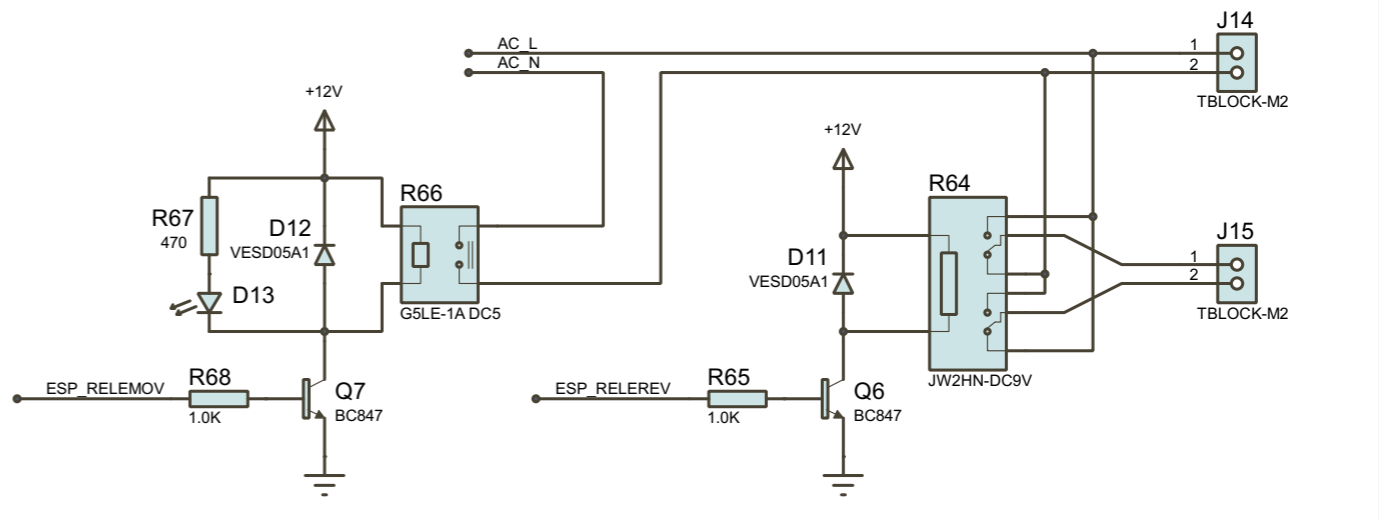 J14
AC_L
1
AC_N
2
TBLOCK-M2
+12V
+12V
R66
R64
R67
470
D12
VESD05A1
J15
D11
VESD05A1
1
2
D13
G5LE-1A DC5
TBLOCK-M2
ESP_RELEMOV
R68
1.0K
Q7
BC847
ESP_RELEREV
R65
1.0K
Q6
BC847
JW2HN-DC9V